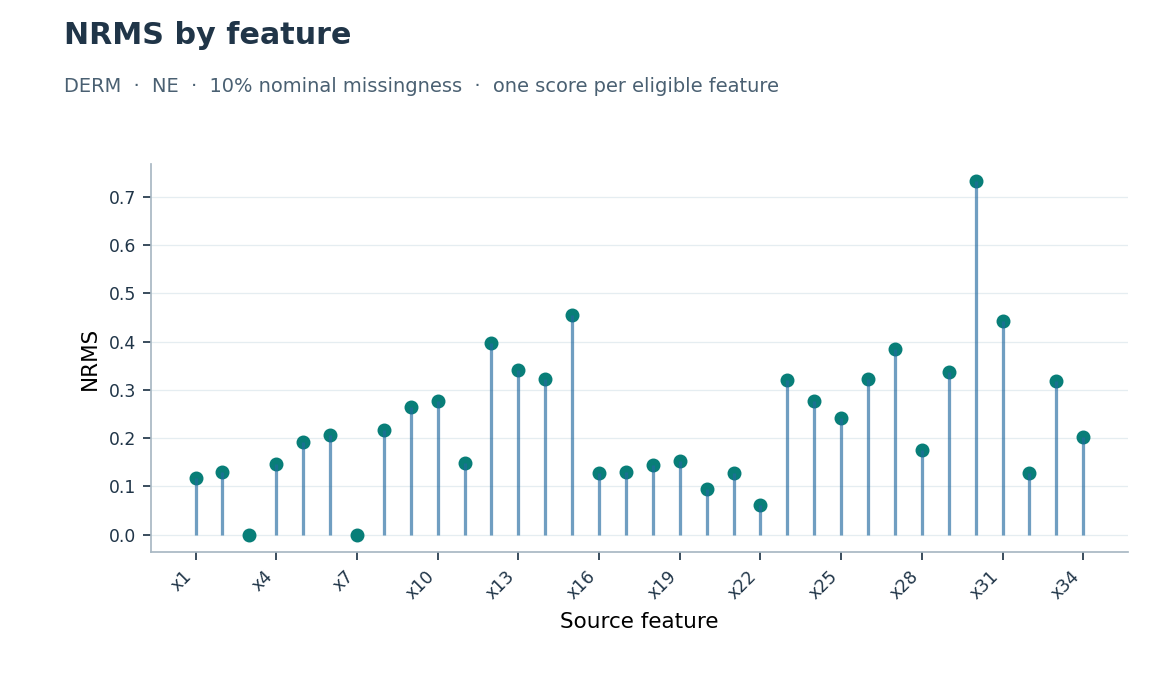 NRMS by feature
DERM · NE · 10% nominal missingness · one score per eligible feature
0.7
0.6
0.5
0.4
0.3
0.2
0.1
0.0
NRMS
x1 x4 x7 x10 x13 x16 x19 x22 x25 x28 x31 x34
Source feature